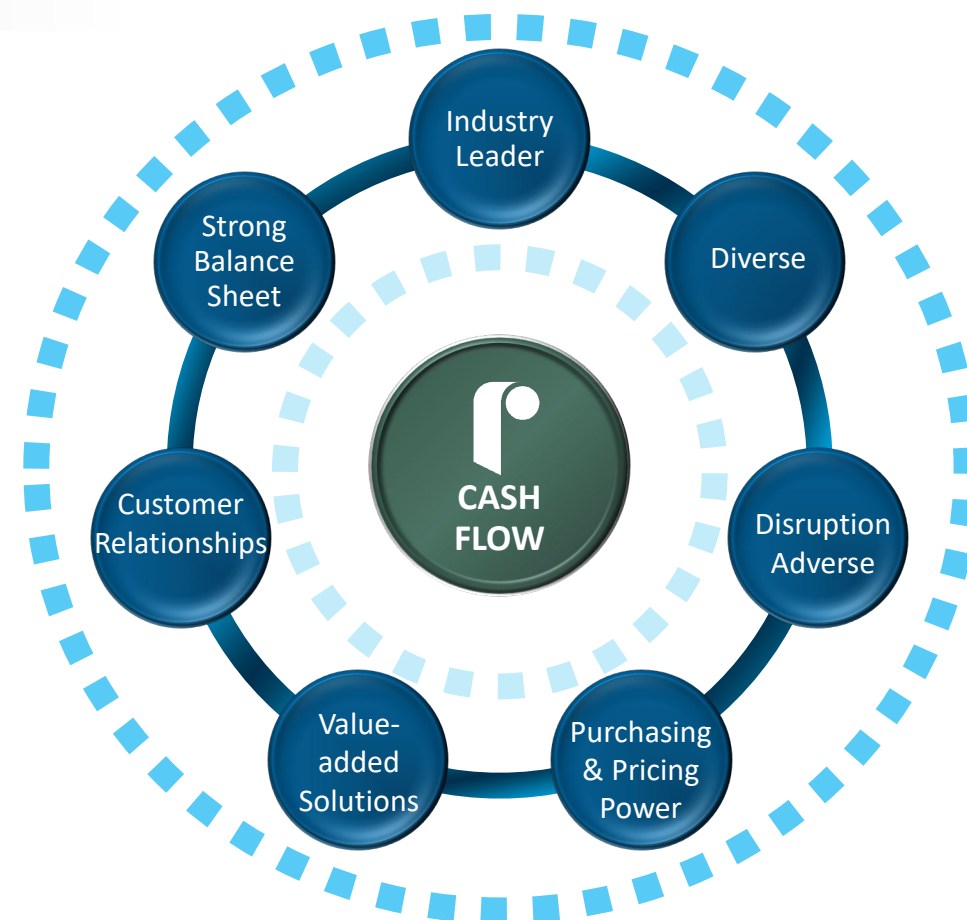 Industry
Leader
Diverse
Disruption
Adverse
Purchasing
& Pricing
Power
Value-
added
Solutions
Customer
Relationships
Strong
Balance
Sheet
CASH
FLOW